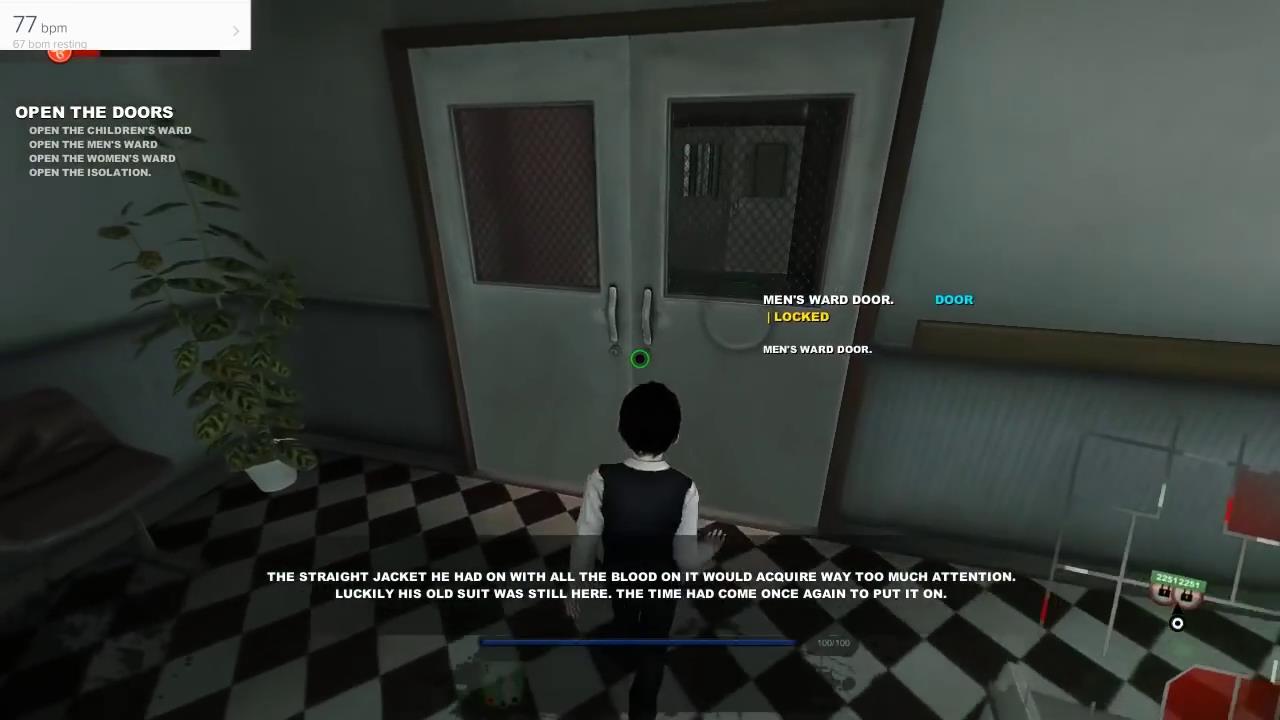 77 bpm
67 bpm resting
OPEN THE DOORS
OPEN THE CHILDREN'S WARD
OPEN THE MEN'S WARD
OPEN THE WOMEN'S WARD
OPEN THE ISOLATION.
MEN'S WARD DOOR. DOOR
| LOCKED
MEN'S WARD DOOR.
THE STRAIGHT JACKET HE HAD ON WITH ALL THE BLOOD ON IT WOULD ACQUIRE WAY TOO MUCH ATTENTION.
LUCKILY HIS OLD SUIT WAS STILL HERE. THE TIME HAD COME ONCE AGAIN TO PUT IT ON.
22512251
100/100